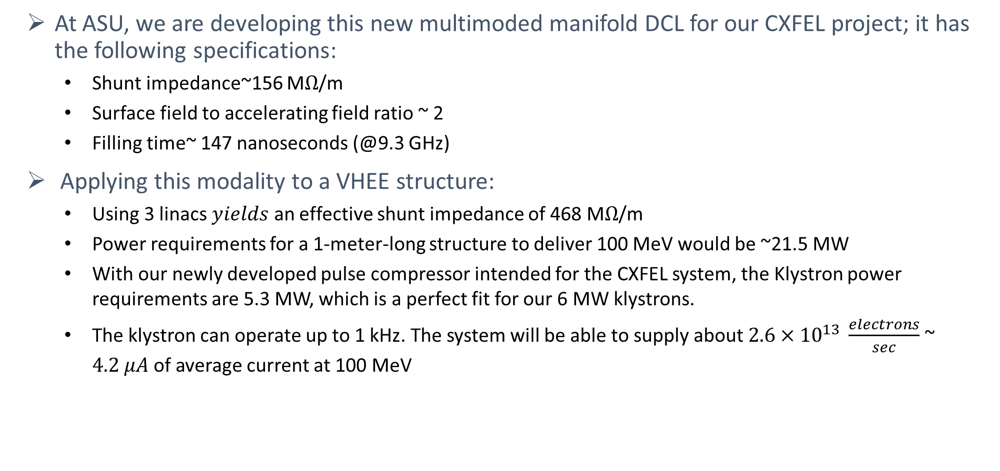 ➢ At ASU, we are developing this new multimoded manifold DCL for our CXFEL project; it has
the following specifications:
• Shunt impedance~156 MΩ/m
• Surface field to accelerating field ratio ~ 2
• Filling time~ 147 nanoseconds (@9.3 GHz)
➢ Applying this modality to a VHEE structure:
• Using 3 linacs yields an effective shunt impedance of 468 MΩ/m
• Power requirements for a 1-meter-long structure to deliver 100 MeV would be ~21.5 MW
• With our newly developed pulse compressor intended for the CXFEL system, the Klystron power
requirements are 5.3 MW, which is a perfect fit for our 6 MW klystrons.
• The klystron can operate up to 1 kHz. The system will be able to supply about 2.6 × 10¹³ electrons/sec ~
4.2 μA of average current at 100 MeV